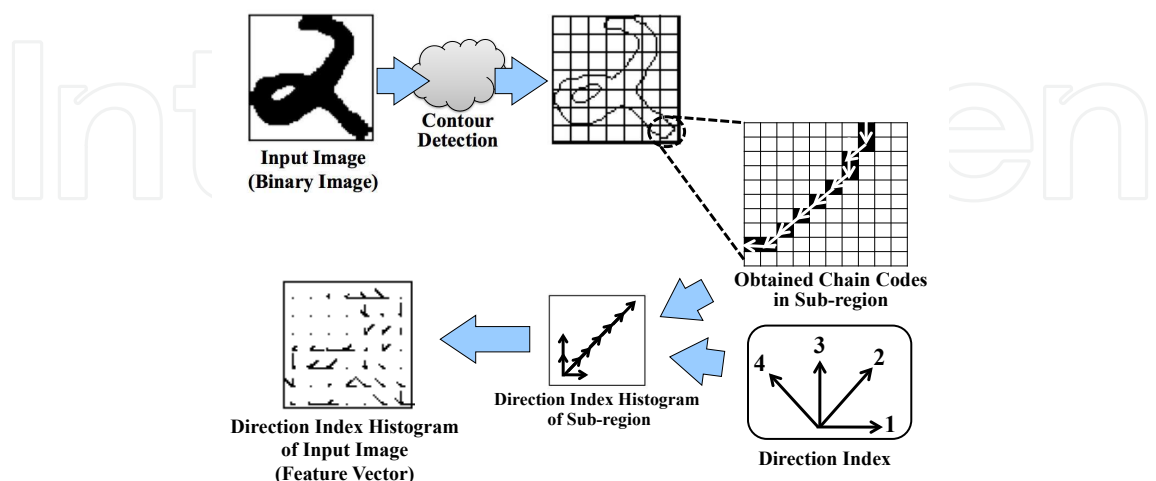 Input Image
(Binary Image)
Contour
Detection
Obtained Chain Codes
in Sub-region
4
3
2
1
Direction Index
Direction Index Histogram
of Sub-region
Direction Index Histogram
of Input Image
(Feature Vector)